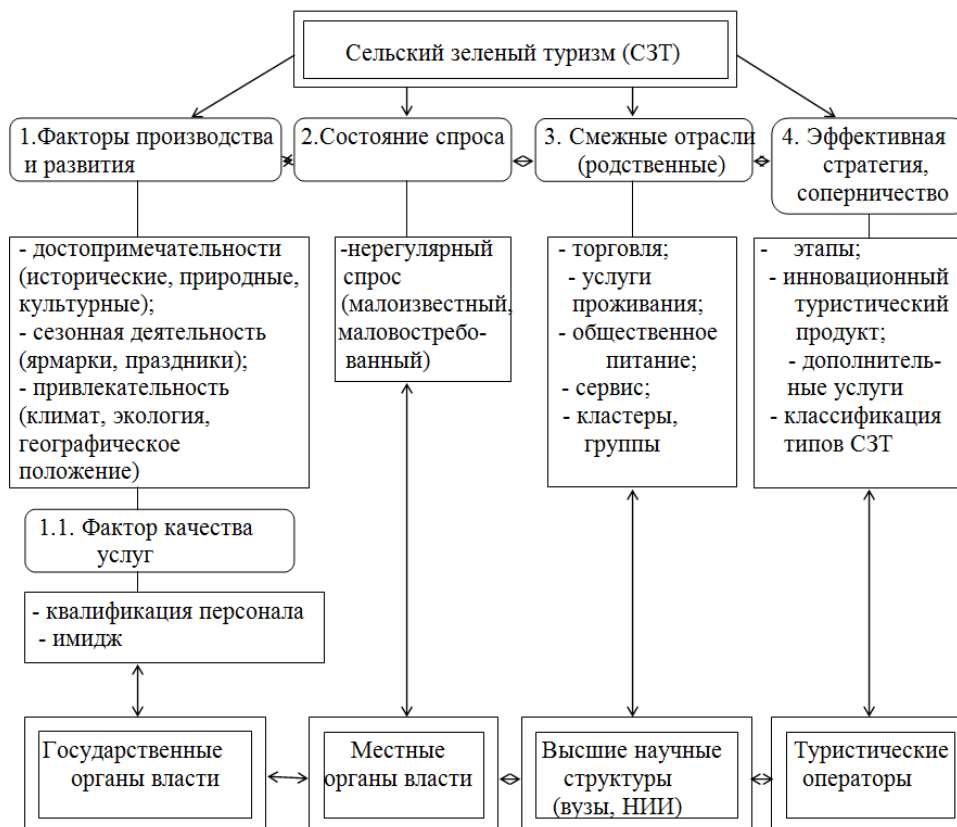 Сельский зеленый туризм (СЗТ)
1.Факторы производства
и развития
2.Состояние спроса
3. Смежные отрасли
(родственные)
4. Эффективная
стратегия,
соперничество
- достопримечательности
(исторические, природные,
культурные);
- сезонная деятельность
(ярмарки, праздники);
- привлекательность
(климат, экология,
географическое
положение)
-нерегулярный
спрос
(малоизвестный,
маловостребо-
ванный)
- торговля;
- услуги
проживания;
- общественное
питание;
- сервис;
- кластеры,
группы
- этапы;
- инновационный
туристический
продукт;
- дополнитель-
ные услуги
- классификация
типов СЗТ
1.1. Фактор качества
услуг
- квалификация персонала
- имидж
Государственные
органы власти
Местные
органы власти
Высшие научные
структуры
(вузы, НИИ)
Туристические
операторы